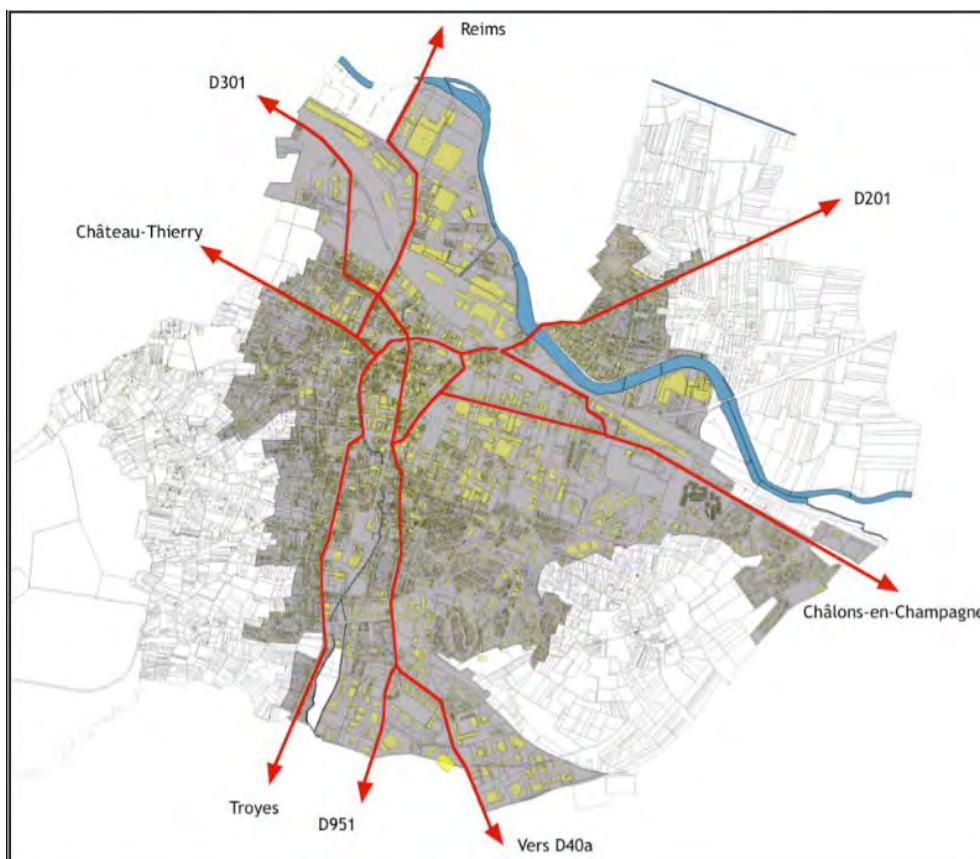 Reims
D301
D201
Château-Thierry
Châlons-en-Champagne
Troyes
D951
Vers D40a